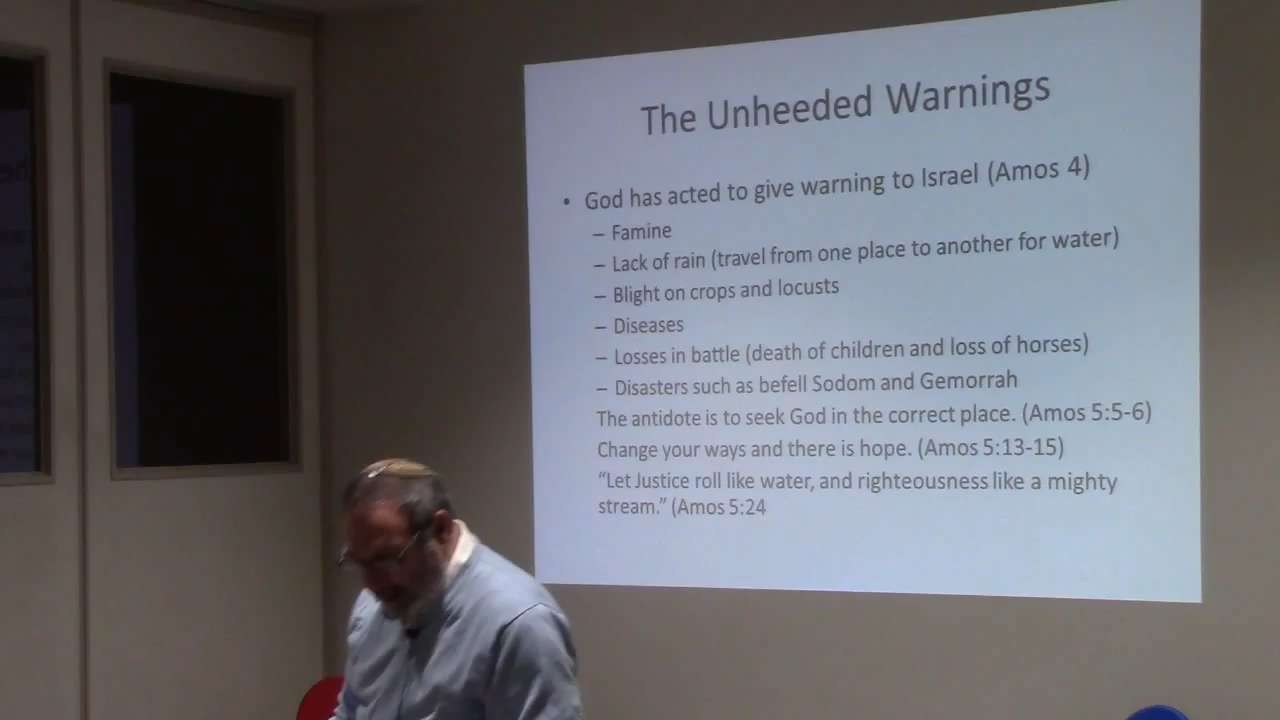 The Unheeded Warnings
• God has acted to give warning to Israel (Amos 4)
– Famine
– Lack of rain (travel from one place to another for water)
– Blight on crops and locusts
– Diseases
– Losses in battle (death of children and loss of horses)
– Disasters such as befell Sodom and Gemorrah
The antidote is to seek God in the correct place. (Amos 5:5-6)
Change your ways and there is hope. (Amos 5:13-15)
“Let Justice roll like water, and righteousness like a mighty
stream.” (Amos 5:24